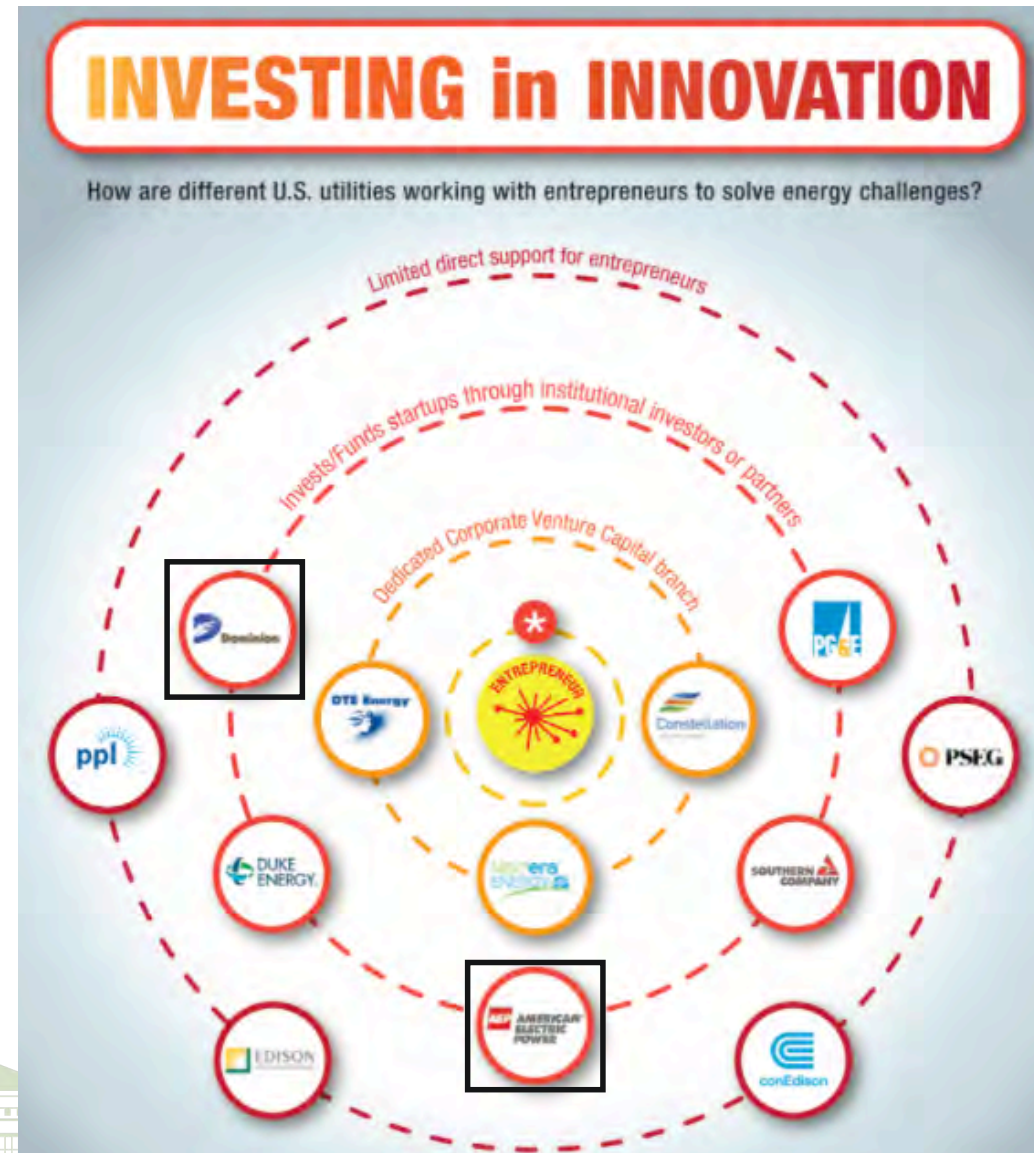 INVESTING in INNOVATION
How are different U.S. utilities working with entrepreneurs to solve energy challenges?
Limited direct support for entrepreneurs
Invests/Funds startups through institutional investors or partners
Dedicated Corporate Venture Capital branch
*
ENTREPRENEUR
Dominion
PG&E
DTE Energy
Constellation
ppl
PSEG
DUKE
ENERGY®
nextera
ENERGY
SOUTHERN
COMPANY
AEP AMERICAN®
ELECTRIC
POWER
EDISON
conEdison